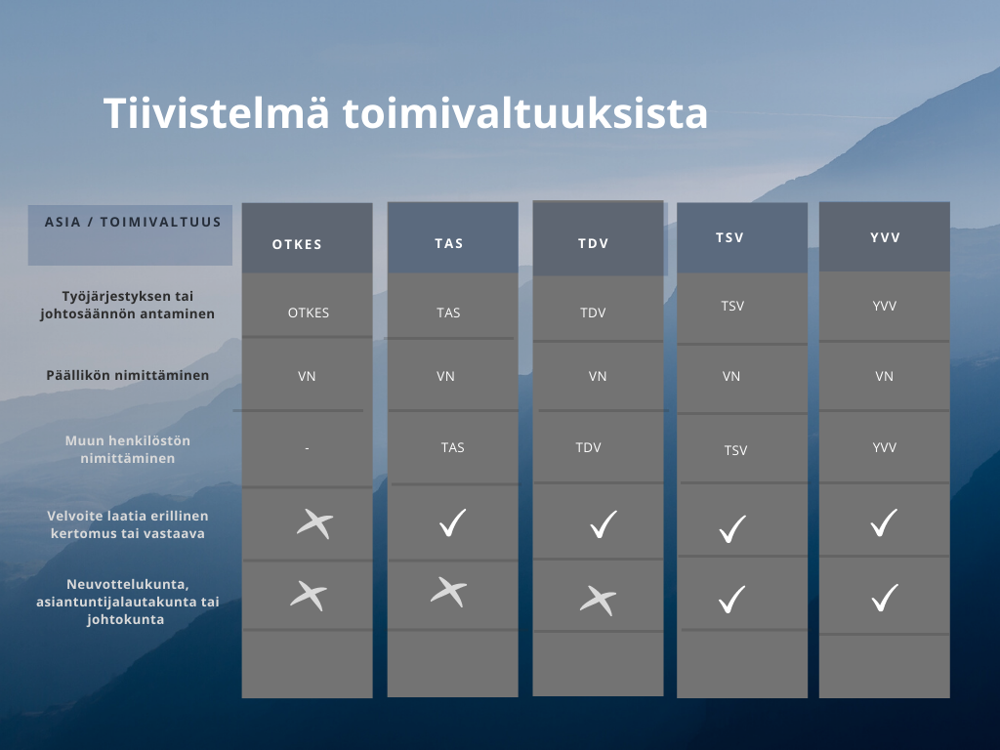 Tiivistelmä toimivaltuuksista
ASIA / TOIMIVALTUUS
OTKES
TAS
TDV
TSV
YVV
Työjärjestyksen tai
johtosäännön antaminen
OTKES
TAS
TDV
TSV
YVV
Päällikön nimittäminen
VN
VN
VN
VN
VN
Muun henkilöstön
nimittäminen
-
TAS
TDV
TSV
YVV
Velvoite laatia erillinen
kertomus tai vastaava
Neuvottelukunta,
asiantuntijalautakunta tai
johtokunta